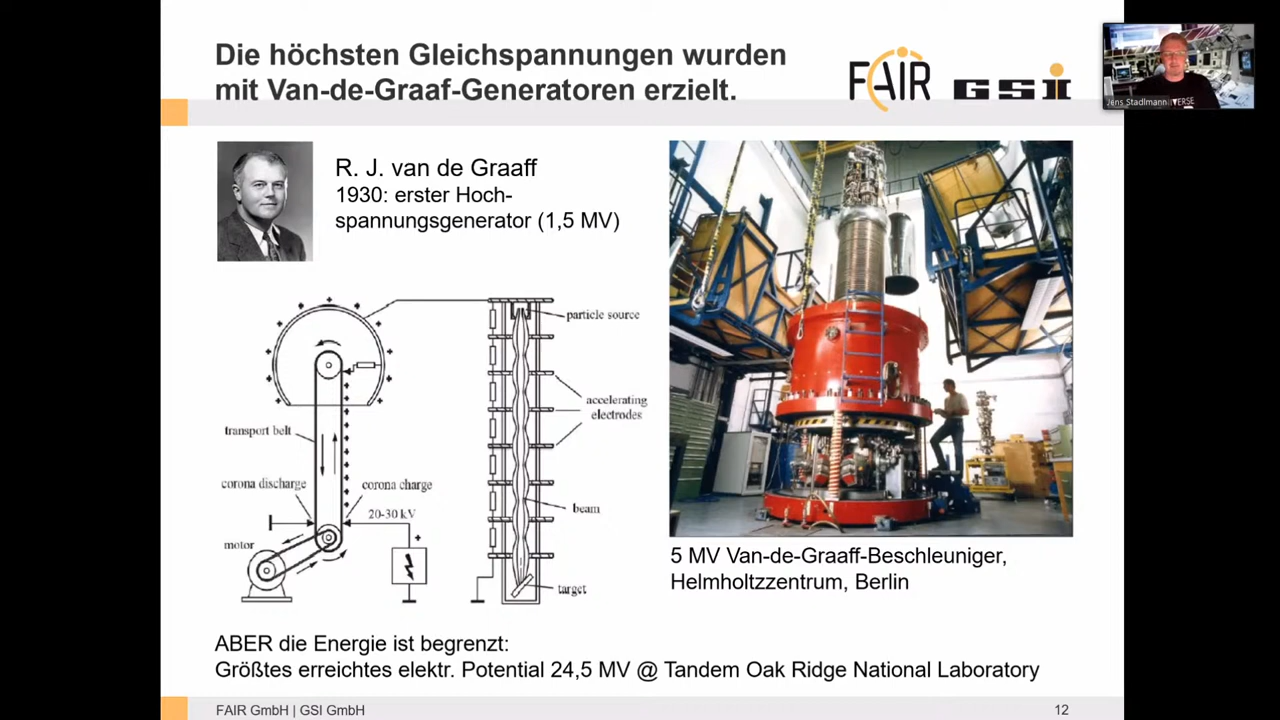 Die höchsten Gleichspannungen wurden
mit Van-de-Graaf-Generatoren erzielt.
FAIR GSI
Jens Stadlmann
VERSE
R. J. van de Graaff
1930: erster Hoch-
spannungsgenerator (1,5 MV)
particle source
accelerating
electrodes
transport belt
corona discharge
corona charge
20-30 kV
beam
motor
target
5 MV Van-de-Graaff-Beschleuniger,
Helmholtzzentrum, Berlin
ABER die Energie ist begrenzt:
Größtes erreichtes elektr. Potential 24,5 MV @ Tandem Oak Ridge National Laboratory
FAIR GmbH | GSI GmbH
12